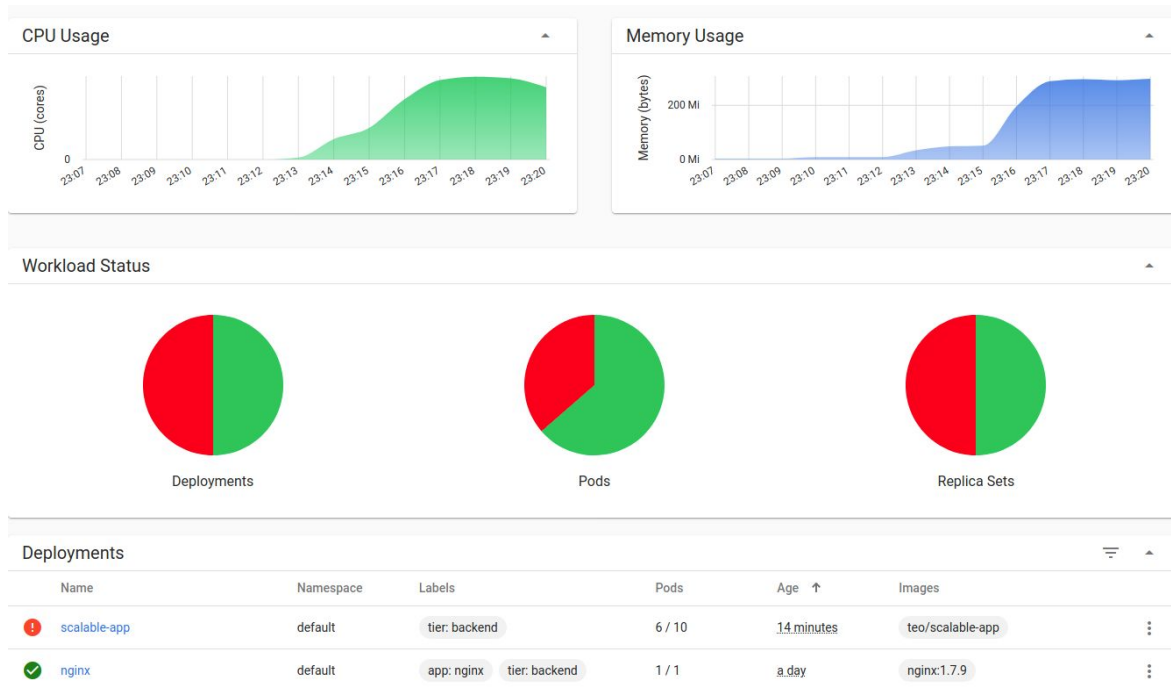 CPU Usage
Memory Usage
CPU (cores)
0
23:07 23:08 23:09 23:10 23:11 23:12 23:13 23:14 23:15 23:16 23:17 23:18 23:19 23:20
Memory (bytes)
200 Mi
0 Mi
23:07 23:08 23:09 23:10 23:11 23:12 23:13 23:14 23:15 23:16 23:17 23:18 23:19 23:20
Workload Status
Deployments Pods Replica Sets
Deployments
Name Namespace Labels Pods Age Images
scalable-app default tier: backend 6 / 10 14 minutes teo/scalable-app
nginx default app: nginx tier: backend 1 / 1 a day nginx:1.7.9